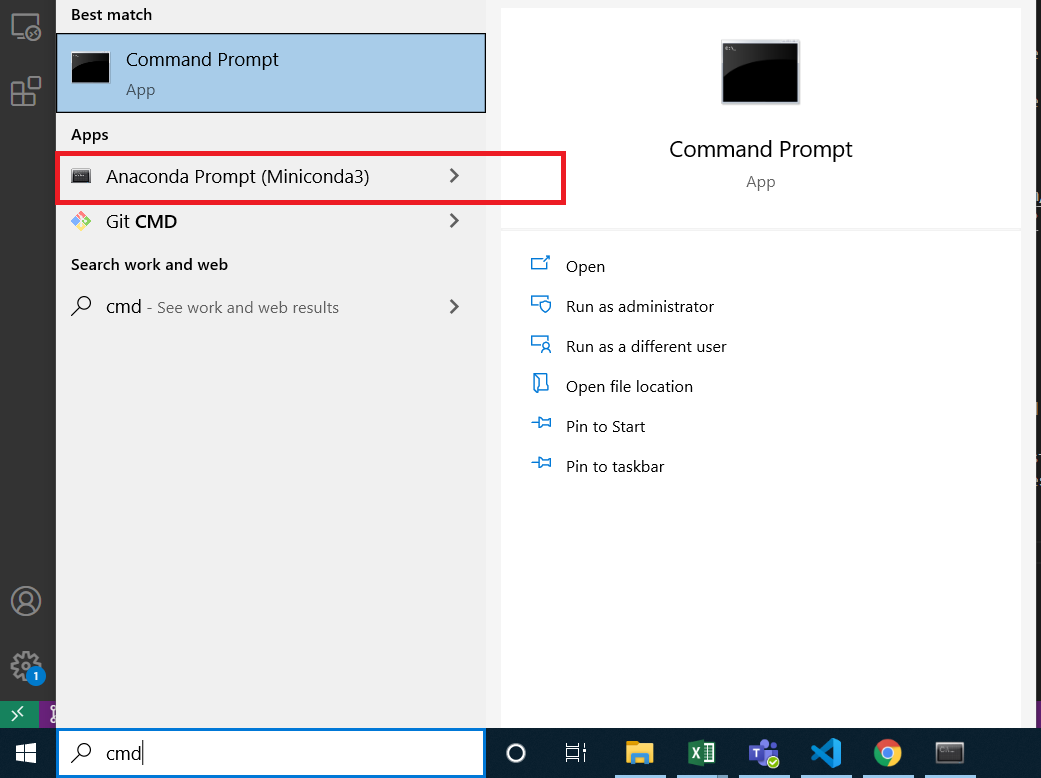 Best match
Command Prompt
App
Apps
Anaconda Prompt (Miniconda3)
Git CMD
Search work and web
cmd - See work and web results
Command Prompt
App
Open
Run as administrator
Run as a different user
Open file location
Pin to Start
Pin to taskbar
1
cmd